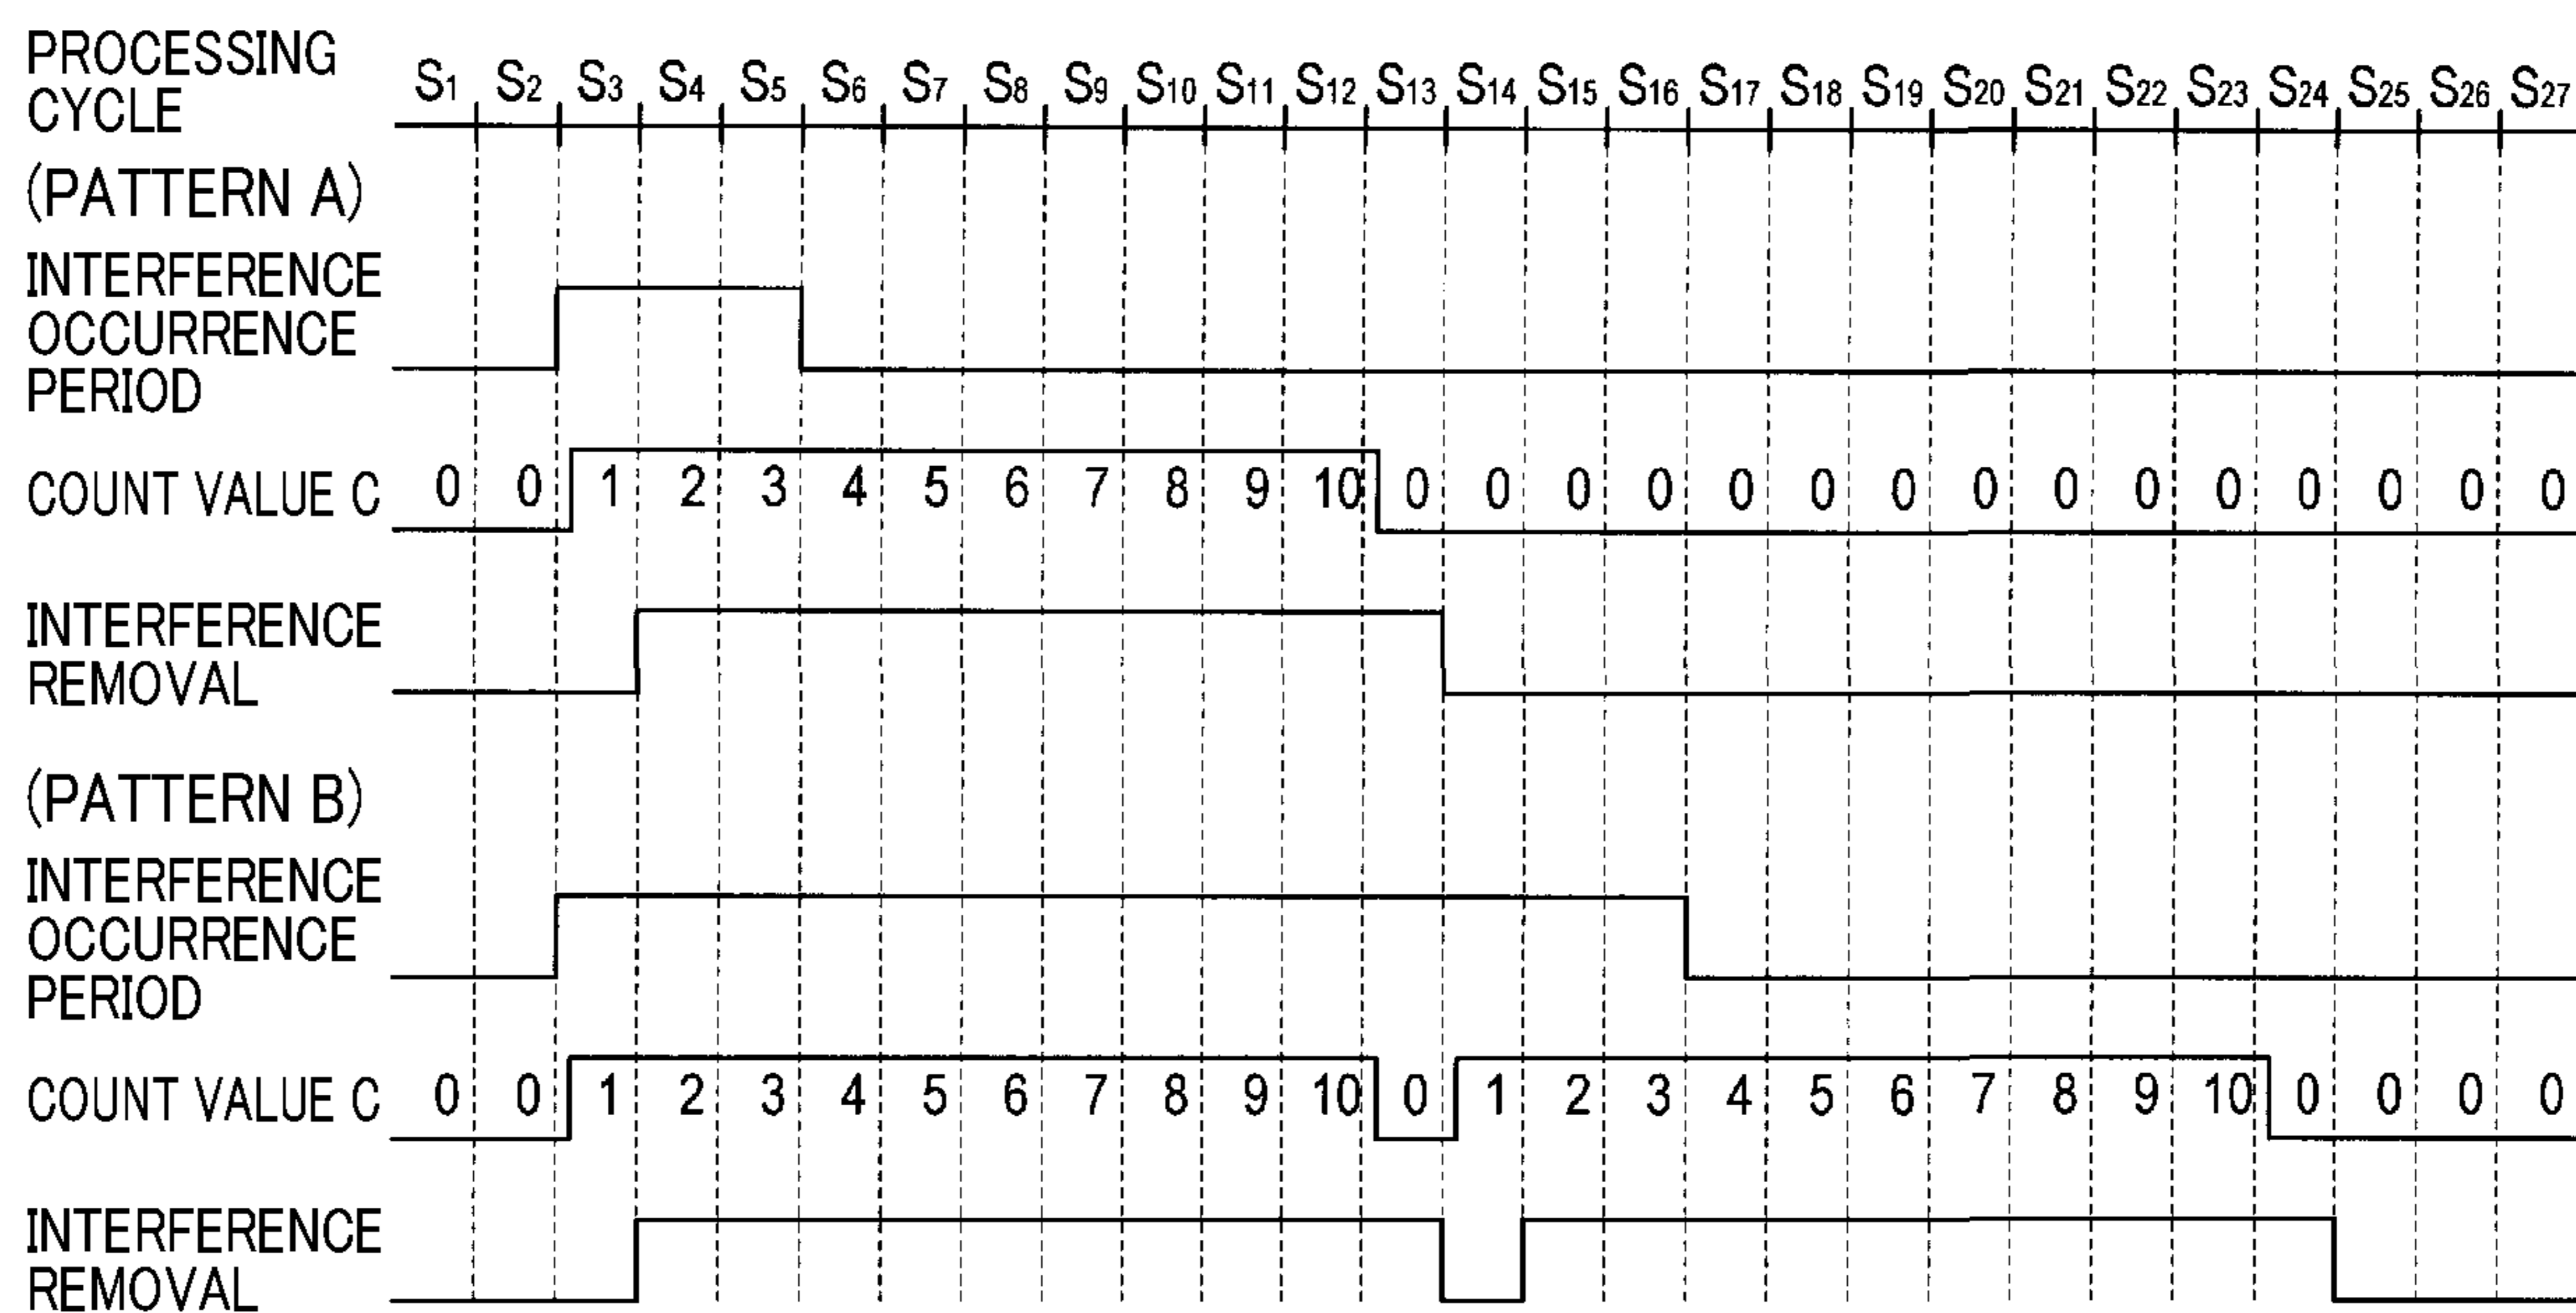 PROCESSING
CYCLE
S1 S2 S3 S4 S5 S6 S7 S8 S9 S10 S11 S12 S13 S14 S15 S16 S17 S18 S19 S20 S21 S22 S23 S24 S25 S26 S27
(PATTERN A)
INTERFERENCE
OCCURRENCE
PERIOD
COUNT VALUE C 0 0 1 2 3 4 5 6 7 8 9 10 0 0 0 0 0 0 0 0 0 0 0 0 0 0 0
INTERFERENCE
REMOVAL
(PATTERN B)
INTERFERENCE
OCCURRENCE
PERIOD
COUNT VALUE C 0 0 1 2 3 4 5 6 7 8 9 10 0 1 2 3 4 5 6 7 8 9 10 0 0 0 0
INTERFERENCE
REMOVAL